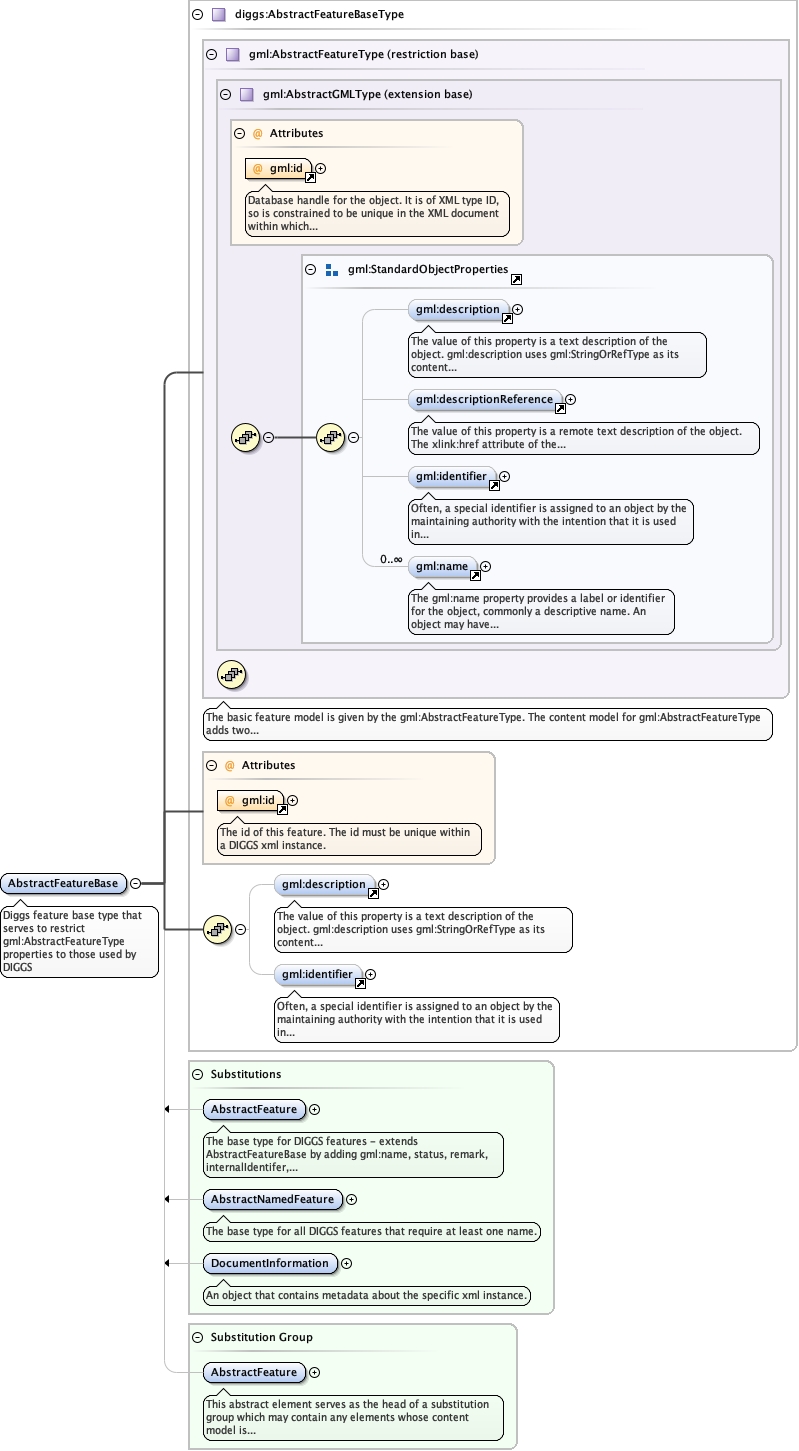 diggs:AbstractFeatureBaseType
gml:AbstractFeatureType (restriction base)
gml:AbstractGMLType (extension base)
@ Attributes
@ gml:id
Database handle for the object. It is of XML type ID,
so is constrained to be unique in the XML document
within which...
gml:StandardObjectProperties
gml:description
The value of this property is a text description of the
object. gml:description uses gml:StringOrRefType as its
content...
gml:descriptionReference
The value of this property is a remote text description of the object.
The xlink:href attribute of the...
gml:identifier
Often, a special identifier is assigned to an object by the
maintaining authority with the intention that it is used
in...
0..∞
gml:name
The gml:name property provides a label or identifier
for the object, commonly a descriptive name. An
object may have...
The basic feature model is given by the gml:AbstractFeatureType. The content model for gml:AbstractFeatureType
adds two...
@ Attributes
@ gml:id
The id of this feature. The id must be unique within
a DIGGS xml instance.
AbstractFeatureBase
Diggs feature base type that
serves to restrict
gml:AbstractFeatureType
properties to those used by
DIGGS
gml:description
The value of this property is a text description of the
object. gml:description uses gml:StringOrRefType as its
content...
gml:identifier
Often, a special identifier is assigned to an object by the
maintaining authority with the intention that it is used
in...
Substitutions
AbstractFeature
The base type for DIGGS features - extends
AbstractFeatureBase by adding gml:name, status, remark,
internalIdentifer,...
AbstractNamedFeature
The base type for all DIGGS features that require at least one name.
DocumentInformation
An object that contains metadata about the specific xml instance.
Substitution Group
AbstractFeature
This abstract element serves as the head of a substitution
group which may contain any elements whose content
model is...